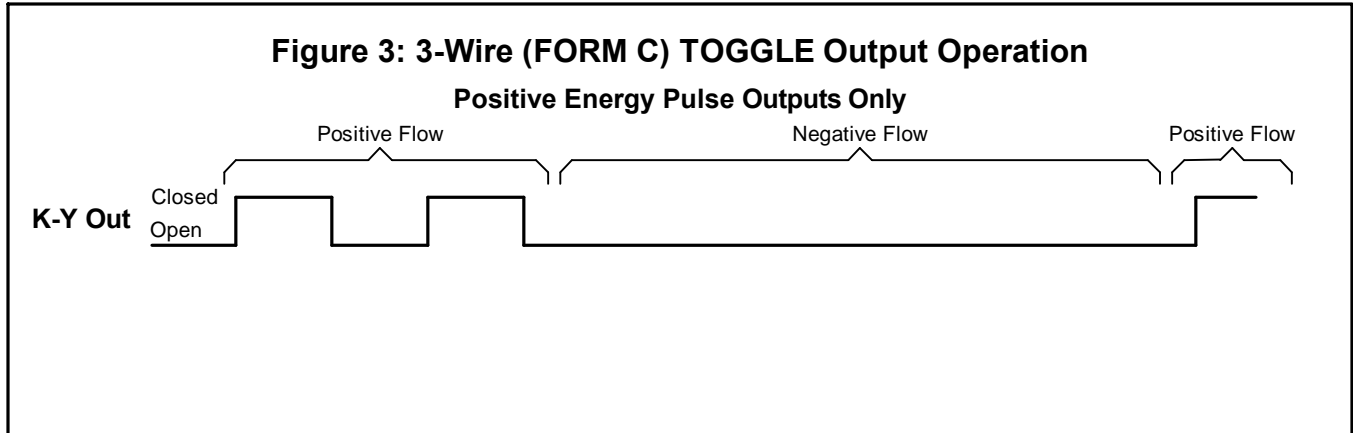 Figure 3: 3-Wire (FORM C) TOGGLE Output Operation
Positive Energy Pulse Outputs Only
Positive Flow
Negative Flow
Positive Flow
K-Y Out
Closed
Open